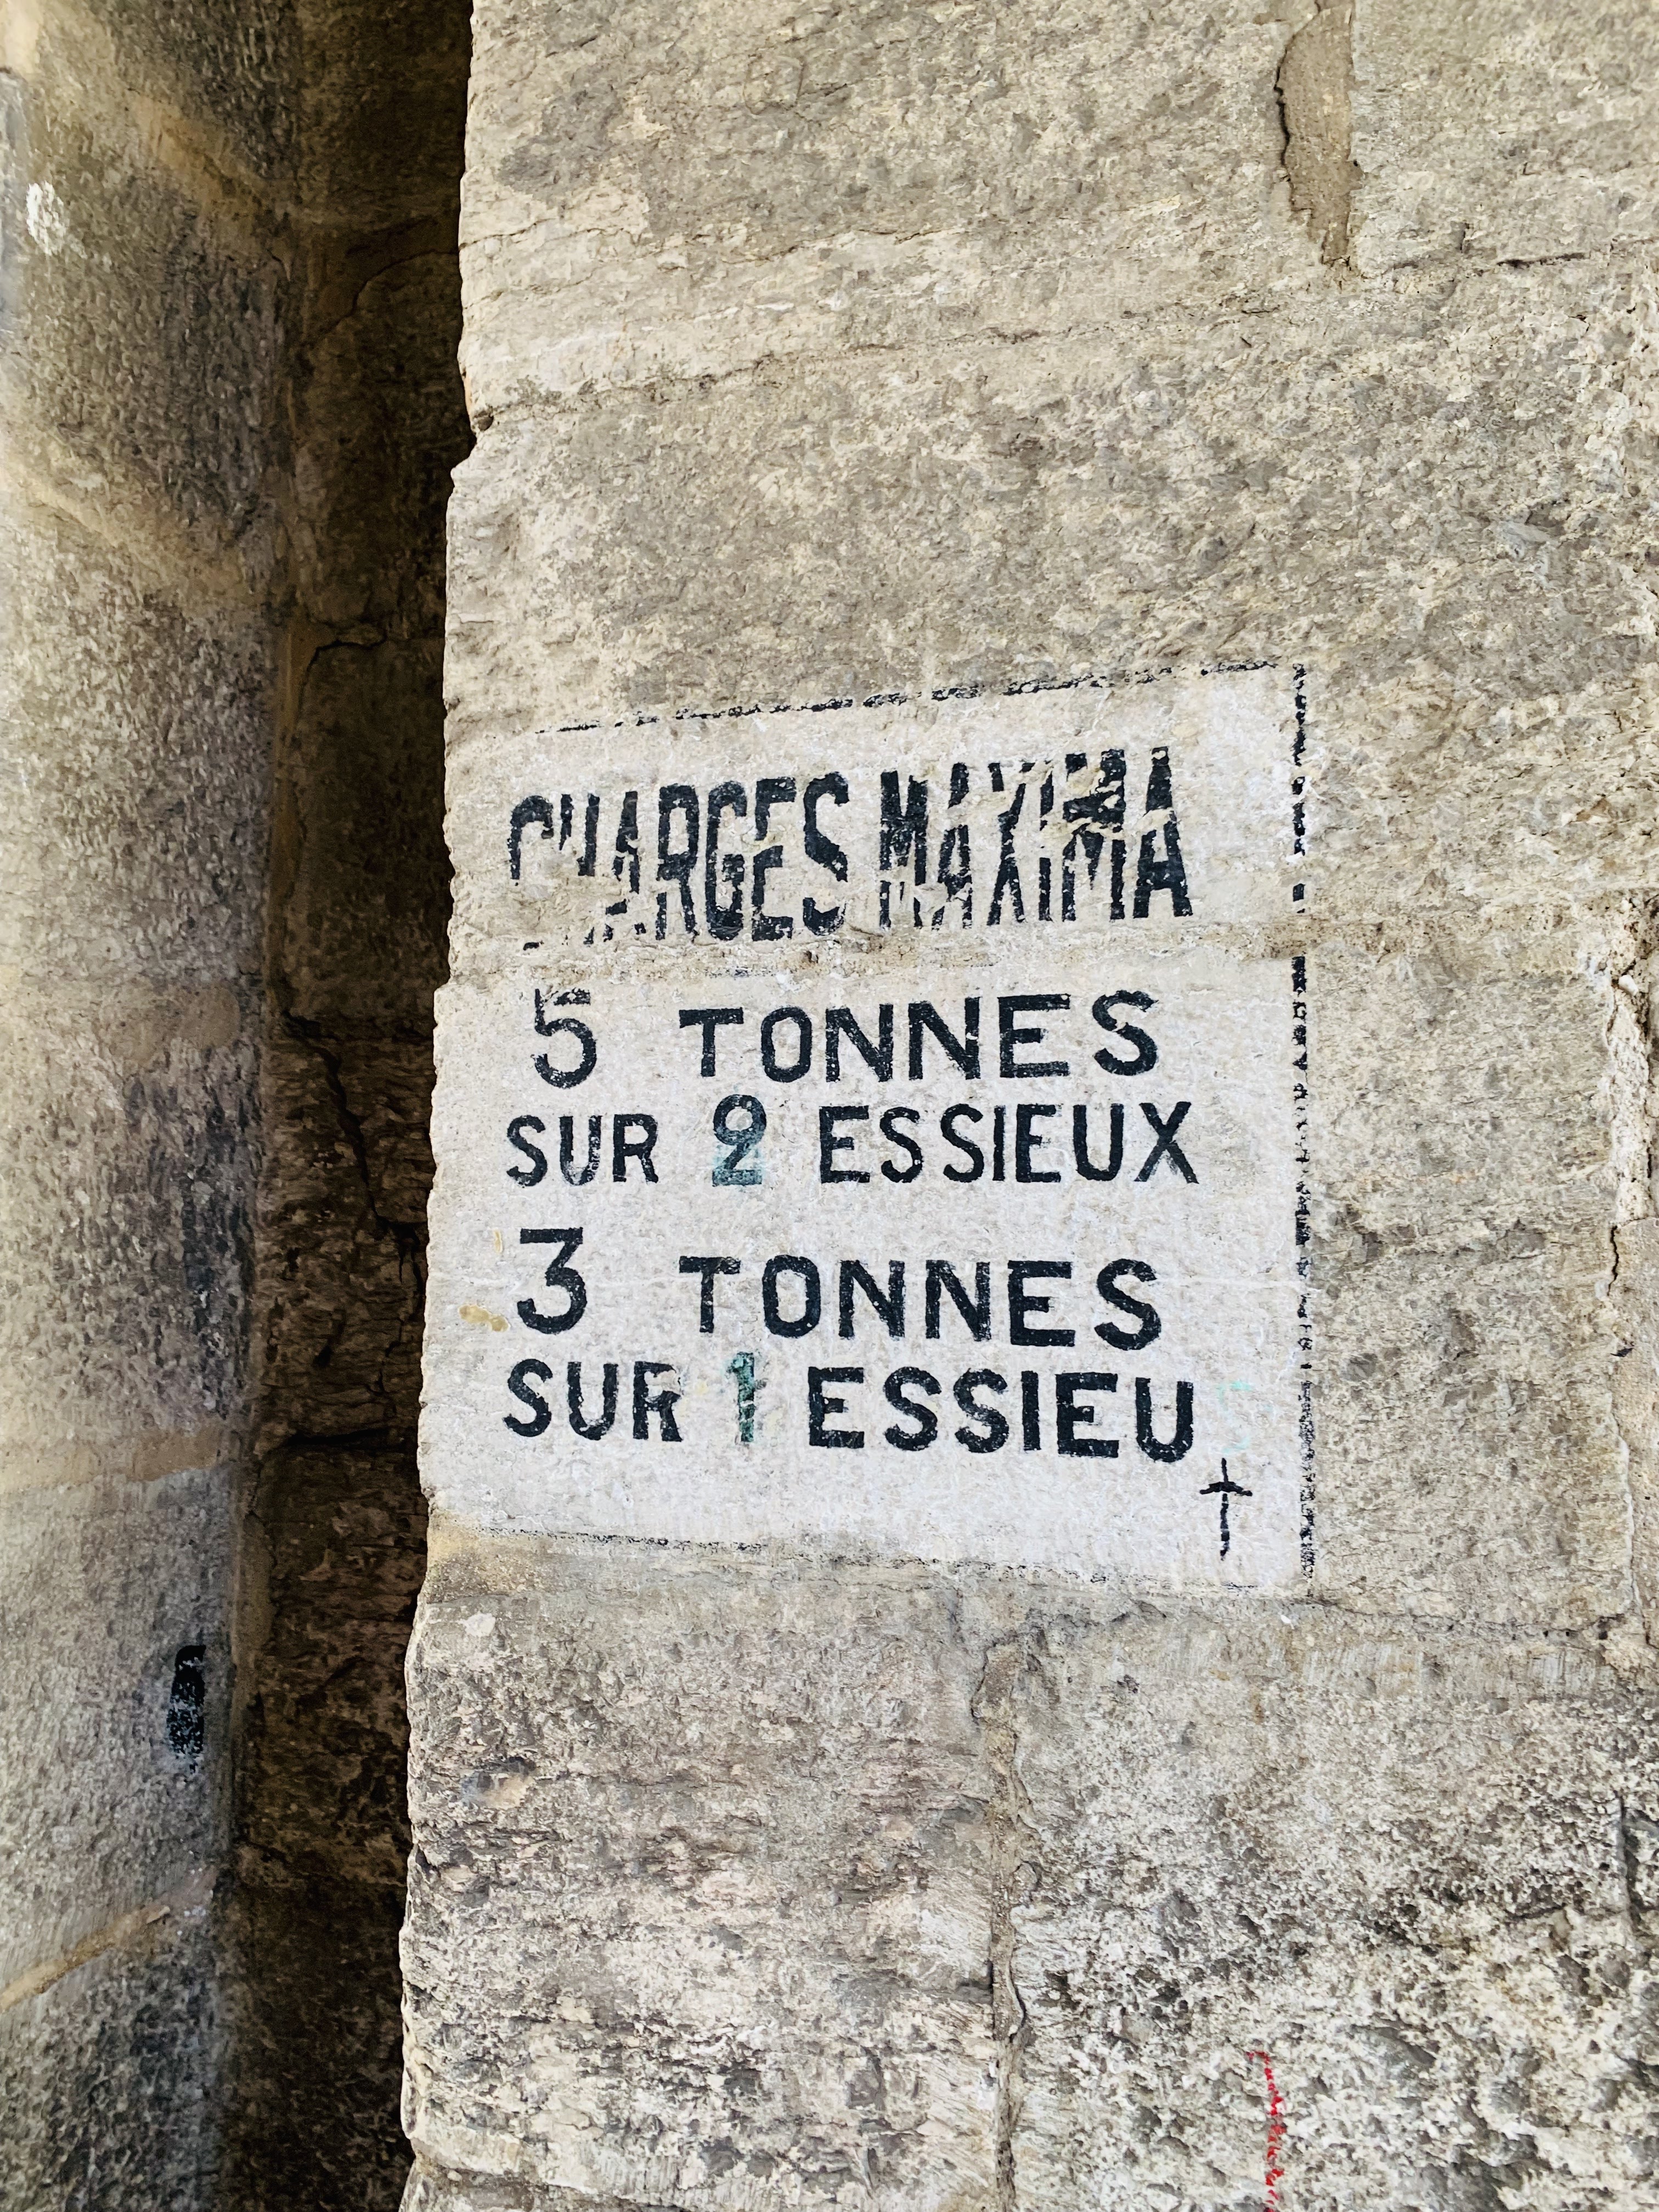 CHARGES MAXIMA
5 TONNES
SUR 2 ESSIEUX
3 TONNES
SUR 1 ESSIEU